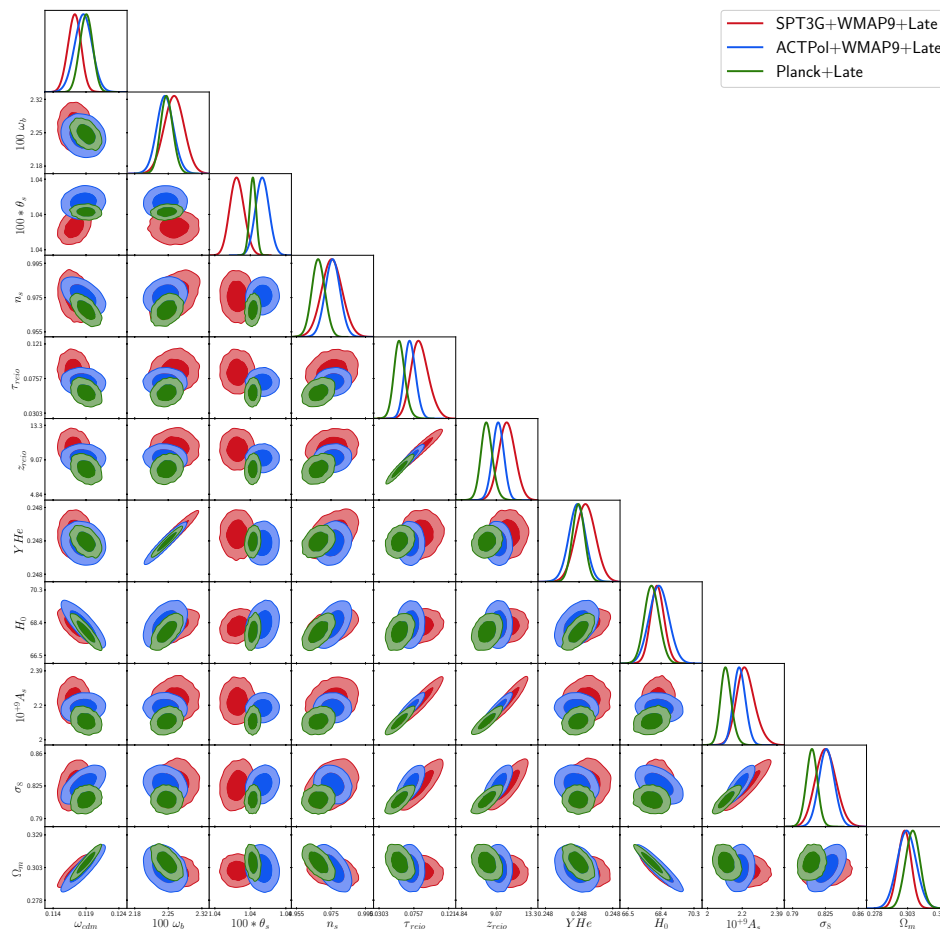 SPT3G+WMAP9+Late
ACTPol+WMAP9+Late
Planck+Late
2.32
2.25
2.18
100 ω_b
1.04
1.04
1.04
100 * θ_s
0.995
0.975
0.955
n_s
0.121
0.0757
0.0303
τ_reio
13.3
9.07
4.84
z_reio
0.248
0.248
0.248
YHe
70.3
68.4
66.5
H_0
2.39
2.2
2
10^{+9}A_s
0.86
0.825
0.79
σ_8
0.329
0.303
0.278
Ω_m
0.114 0.119 0.124 2.18 2.25 2.32 1.04 1.04 1.04 0.955 0.975 0.995 0.0303 0.0757 0.121 4.84 9.07 13.3 0.248 0.248 0.248 66.5 68.4 70.3 2 2.2 2.39 0.79 0.825 0.86 0.278 0.303
ω_cdm 100 ω_b 100 * θ_s n_s τ_reio z_reio YHe H_0 10^{+9}A_s σ_8 Ω_m